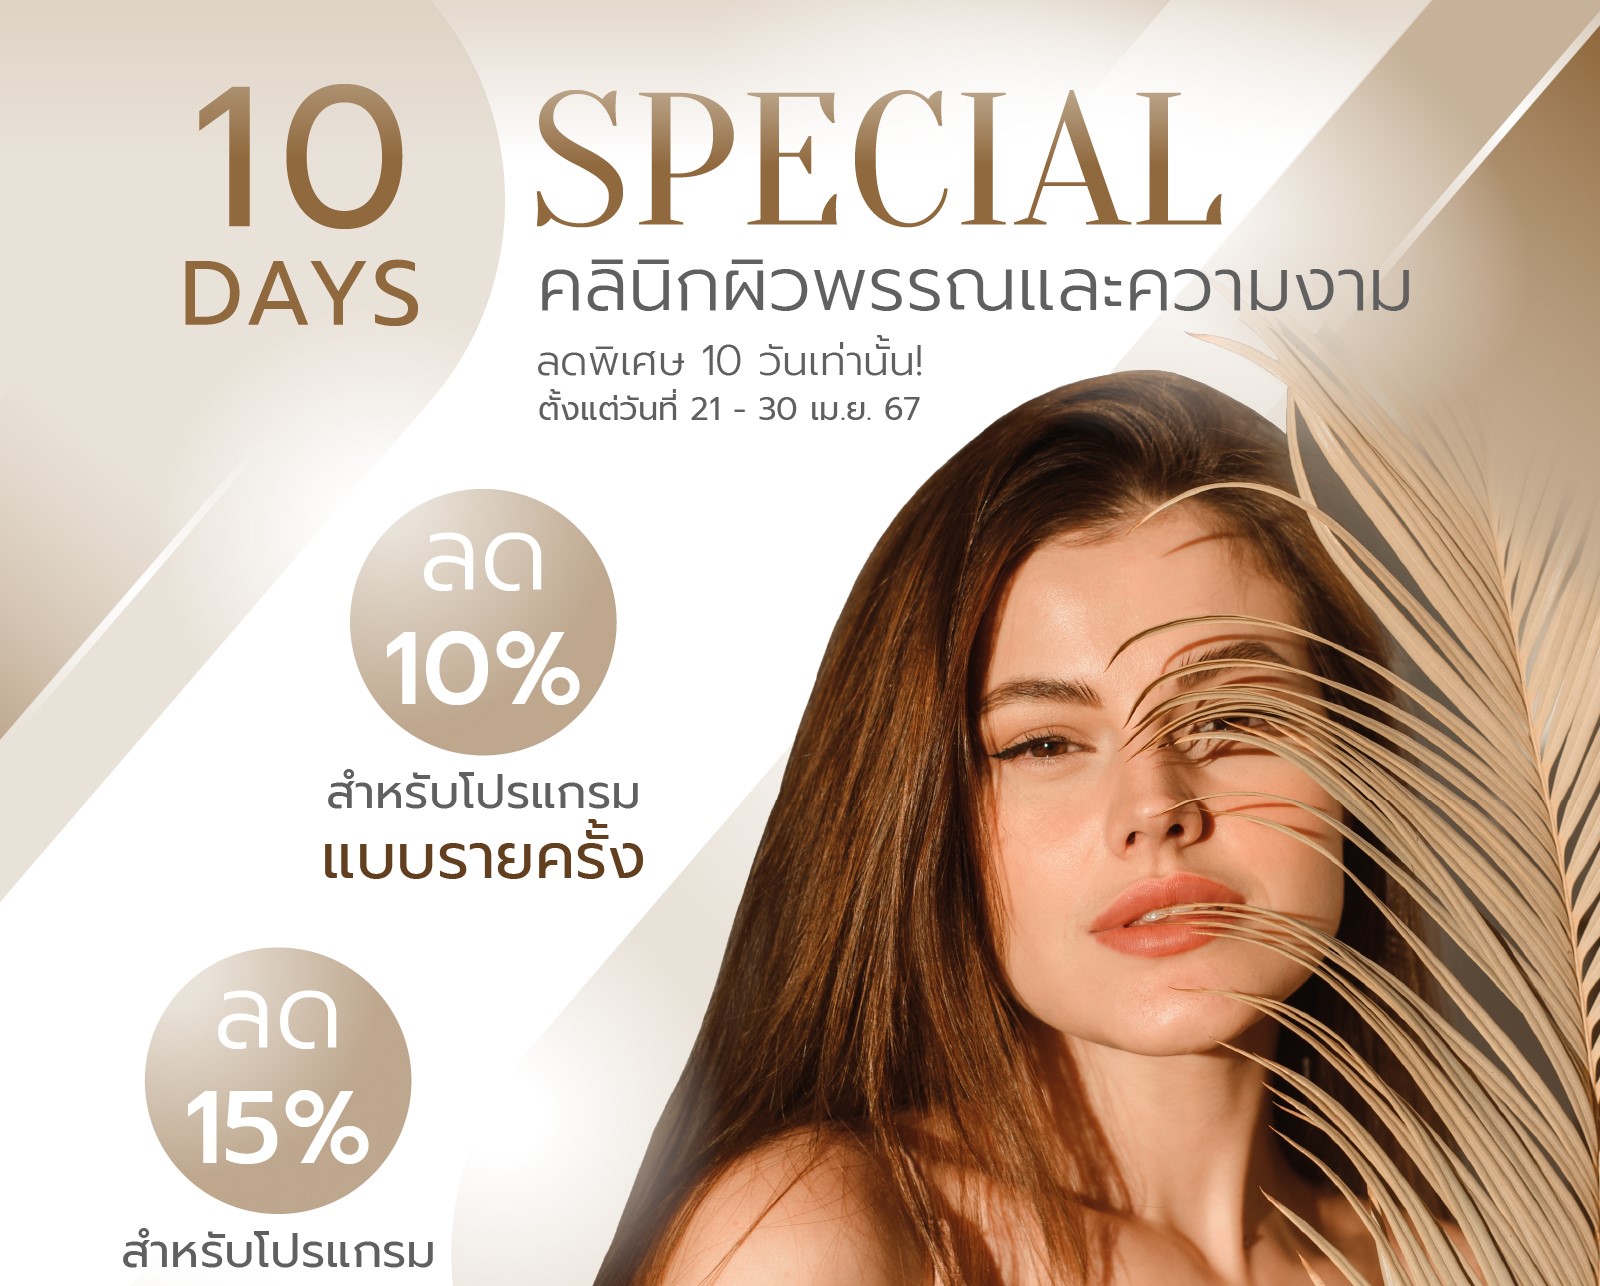 10
DAYS
SPECIAL
คลินิกผิวพรรณและความงาม
ลดพิเศษ 10 วันเท่านั้น!
ตั้งแต่วันที่ 21 - 30 เม.ย. 67
ลด
10%
สำหรับโปรแกรม
แบบรายครั้ง
ลด
15%
สำหรับโปรแกรม